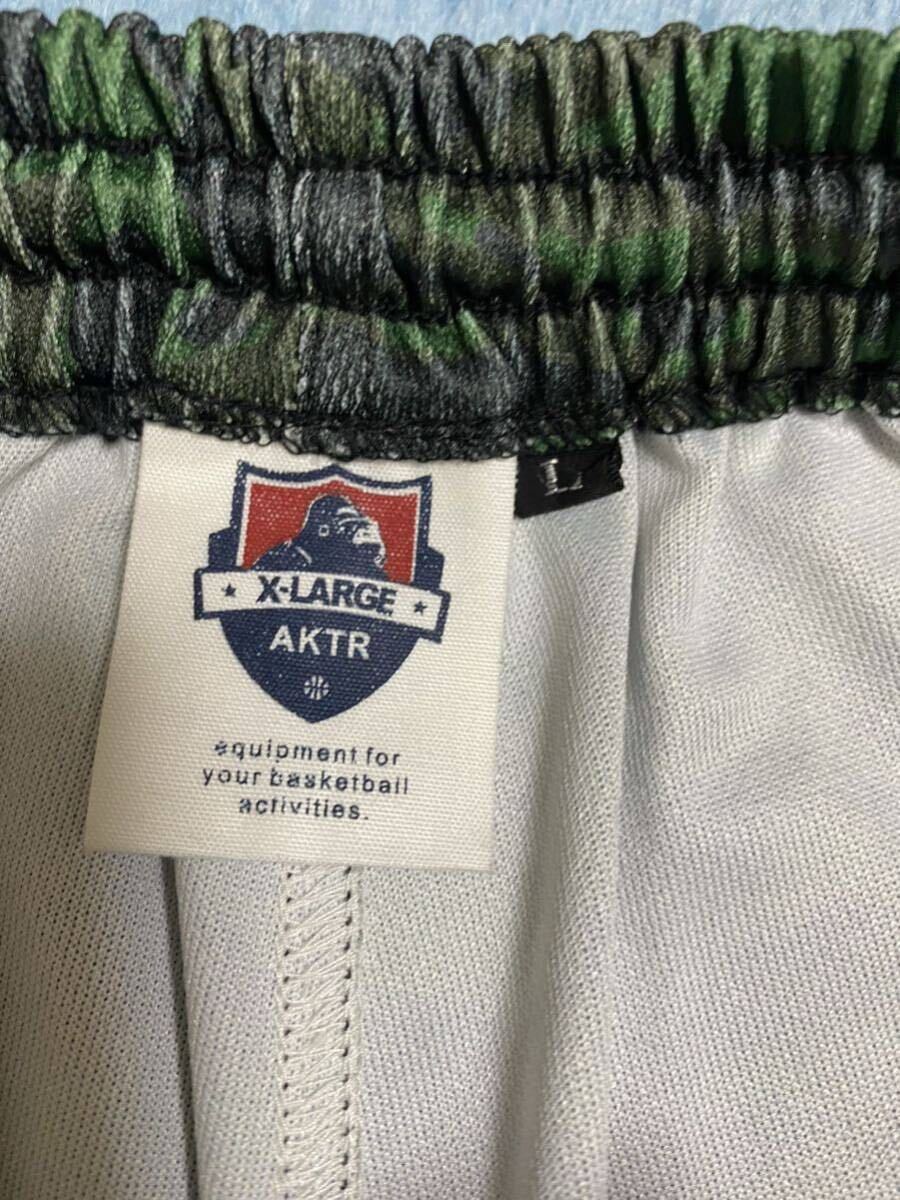 L
X-LARGE
AKTR
equipment for
your basketball
activities.